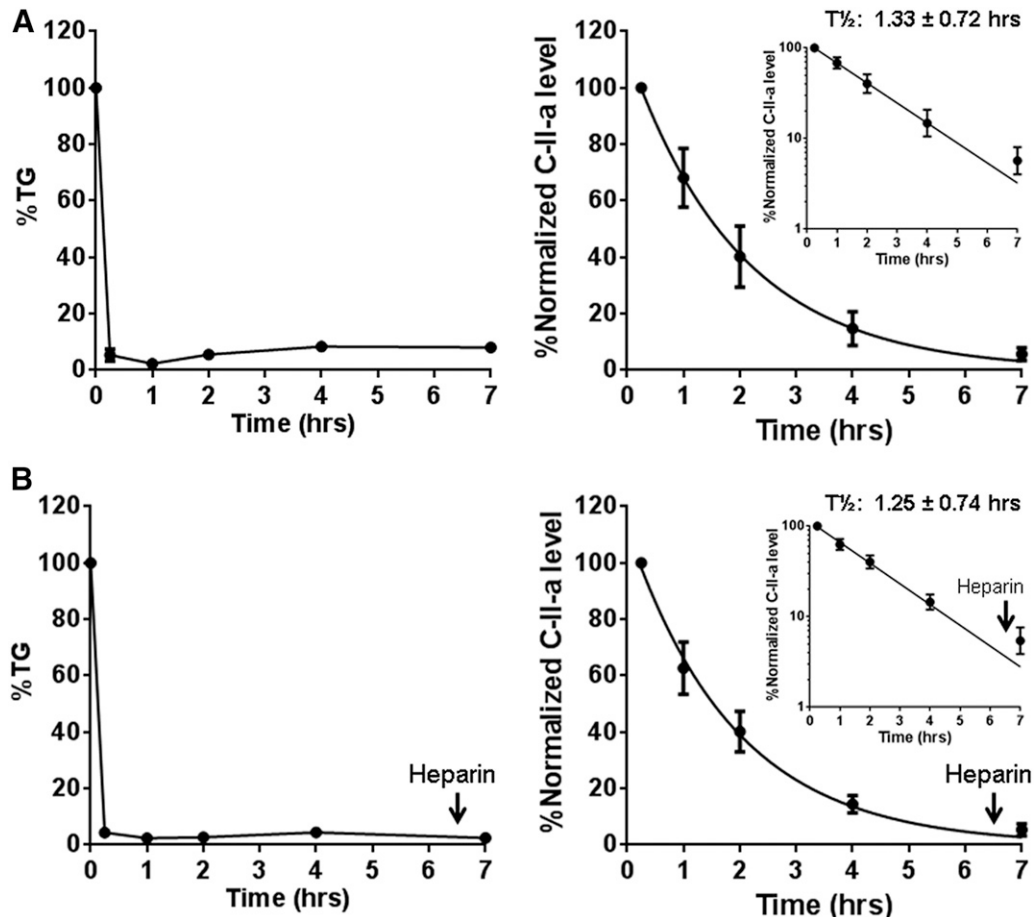 A
120
100
80
60
40
20
0
%TG
0 1 2 3 4 5 6 7
Time (hrs)
120
100
80
60
40
20
0
%Normalized C-II-a level
0 1 2 3 4 5 6 7
Time (hrs)
T½: 1.33 ± 0.72 hrs
100
10
1
%Normalized C-II-a level
1 2 3 4 5 6 7
Time (hrs)
B
120
100
80
60
40
20
0
%TG
Heparin
0 1 2 3 4 5 6 7
Time (hrs)
120
100
80
60
40
20
0
%Normalized C-II-a level
Heparin
0 1 2 3 4 5 6 7
Time (hrs)
T½: 1.25 ± 0.74 hrs
100
10
1
%Normalized C-II-a level
Heparin
0 1 2 3 4 5 6 7
Time (hrs)